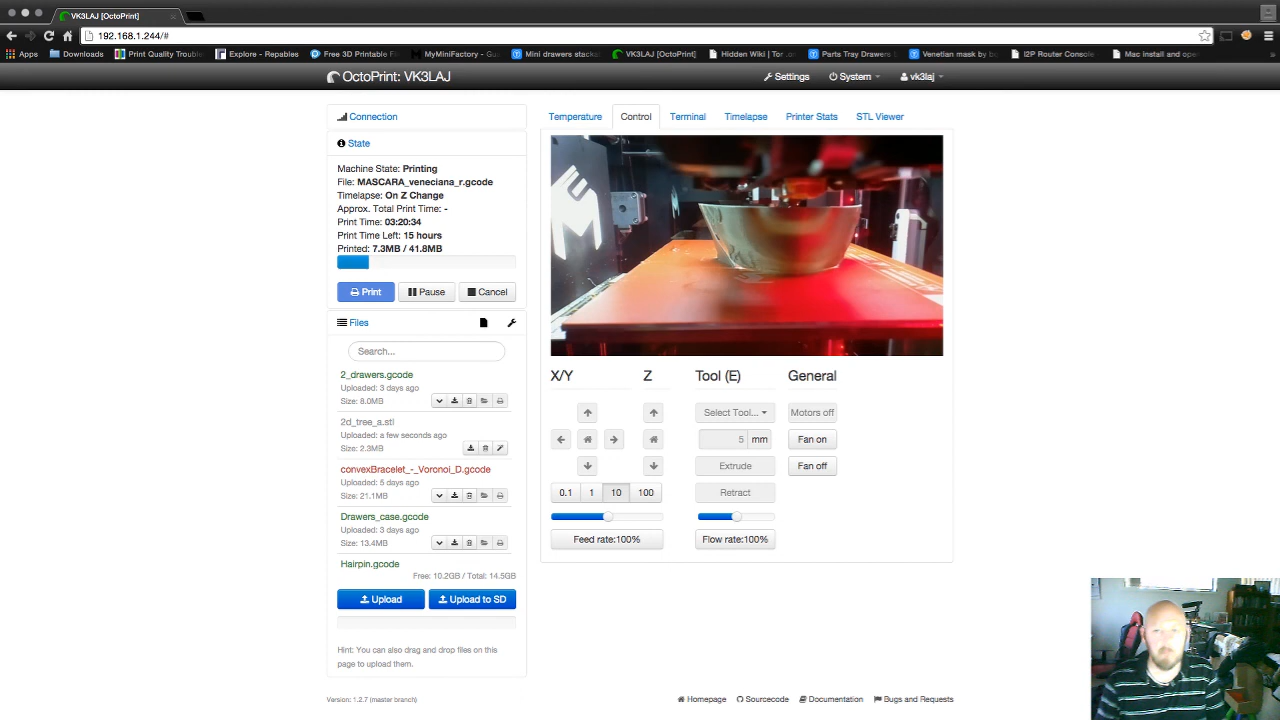 VK3LAJ [OctoPrint]
192.168.1.244/#
Apps Downloads Print Quality Trouble Explore - Repables Free 3D Printable F MyMiniFactory - Gu Mini drawers stacka VK3LAJ [OctoPrint] Hidden Wiki | Tor .o Parts Tray Drawers Venetian mask by b I2P Router Console Mac install and ope »
OctoPrint: VK3LAJ Settings System vk3laj
Connection
Temperature Control Terminal Timelapse Printer Stats STL Viewer
State
Machine State: Printing
File: MASCARA_veneciana_r.gcode
Timelapse: On Z Change
Approx. Total Print Time: -
Print Time: 03:20:34
Print Time Left: 15 hours
Printed: 7.3MB / 41.8MB
Print Pause Cancel
Files
Search...
2_drawers.gcode
Uploaded: 3 days ago
Size: 8.0MB
2d_tree_a.stl
Uploaded: a few seconds ago
Size: 2.3MB
convexBracelet_-_Voronoi_D.gcode
Uploaded: 5 days ago
Size: 21.1MB
Drawers_case.gcode
Uploaded: 3 days ago
Size: 13.4MB
Hairpin.gcode
Free: 10.2GB / Total: 14.5GB
Upload Upload to SD
Hint: You can also drag and drop files on this
page to upload them.
X/Y Z Tool (E) General
Select Tool... Motors off
5 mm Fan on
Extrude Fan off
0.1 1 10 100 Retract
Feed rate:100% Flow rate:100%
Version: 1.2.7 (master branch) Homepage Sourcecode Documentation Bugs and Requests